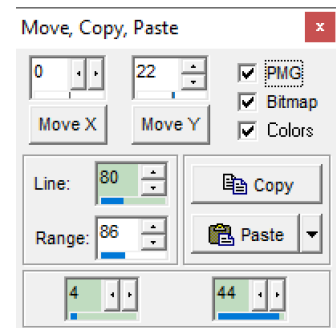 Move, Copy, Paste x
0 22 PMG
Bitmap
Move X Move Y Colors
Line: 80 Copy
Range: 86 Paste
4 44